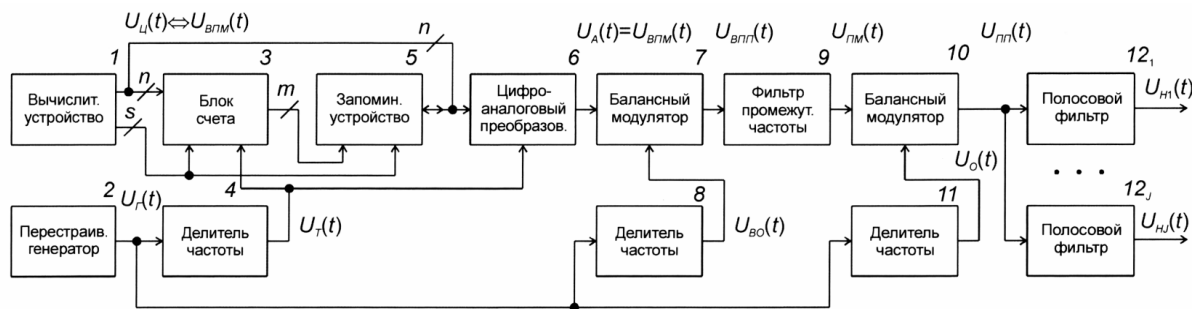 U_Ц(t)⇔U_ВПМ(t)
n
U_А(t)=U_ВПМ(t)
U_ВПП(t)
U_ПМ(t)
U_ПП(t)
1
3
5
6
7
9
10
12_1
Вычислит.
устройство
n
s
Блок
счета
m
Запомин.
устройство
Цифро-
аналоговый
преобразов.
Балансный
модулятор
Фильтр
промежут.
частоты
Балансный
модулятор
Полосовой
фильтр
U_Н1(t)
U_О(t)
. . .
2
U_Г(t)
4
8
11
12_J
Перестраив.
генератор
Делитель
частоты
U_Т(t)
Делитель
частоты
U_ВО(t)
Делитель
частоты
Полосовой
фильтр
U_НJ(t)